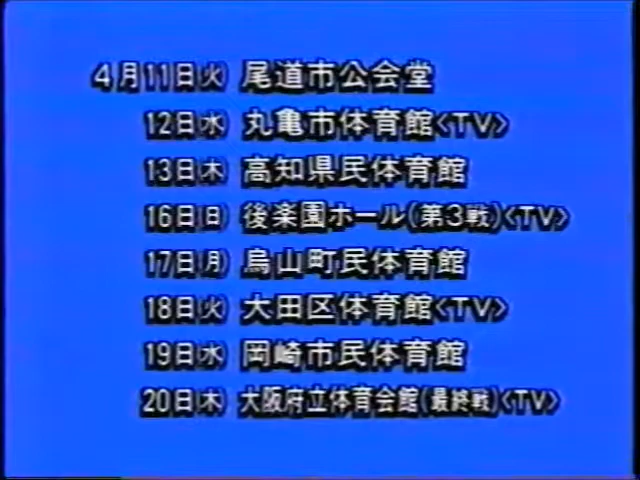 4月11日(火) 尾道市公会堂
12日(水) 丸亀市体育館<TV>
13日(木) 高知県民体育館
16日(日) 後楽園ホール(第3戦)<TV>
17日(月) 烏山町民体育館
18日(火) 大田区体育館<TV>
19日(水) 岡崎市民体育館
20日(木) 大阪府立体育会館(最終戦)<TV>